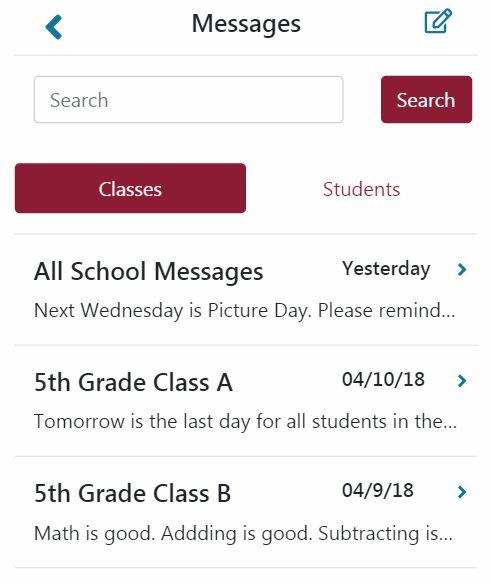 Messages
Search
Search
Classes
Students
All School Messages
Yesterday
Next Wednesday is Picture Day. Please remind...
5th Grade Class A
04/10/18
Tomorrow is the last day for all students in the...
5th Grade Class B
04/9/18
Math is good. Addding is good. Subtracting is...